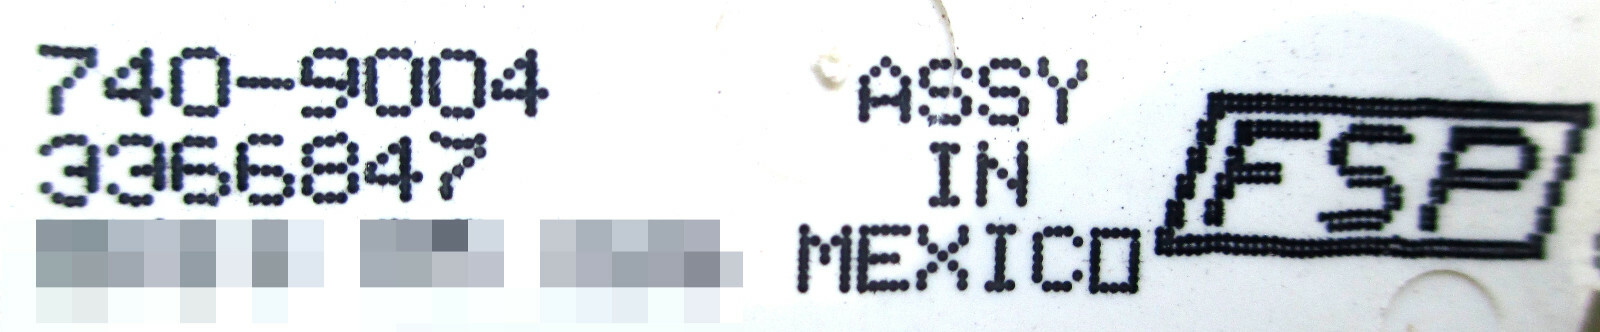 740-9004
3366847
ASSY
IN
MEXICO
FSP